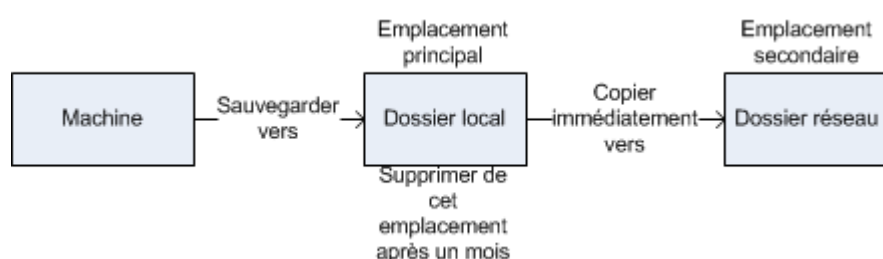 Emplacement
principal
Emplacement
secondaire
Machine
Sauvegarder
vers
Dossier local
Copier
immédiatement
vers
Dossier réseau
Supprimer de
cet
emplacement
après un mois